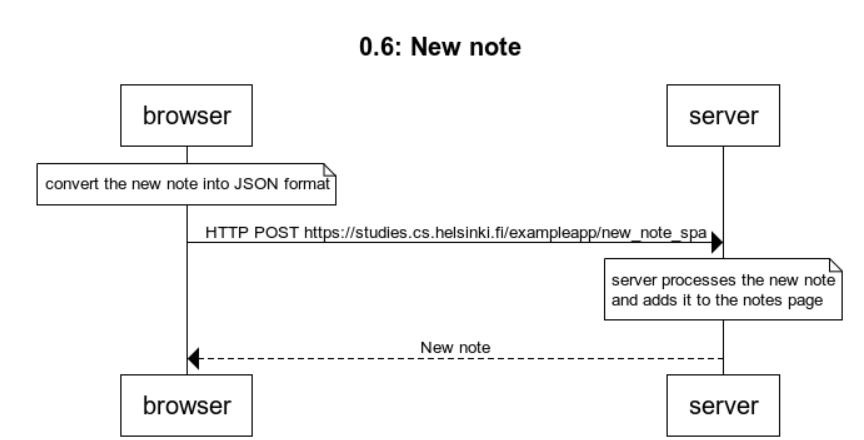 0.6: New note
browser
server
convert the new note into JSON format
HTTP POST https://studies.cs.helsinki.fi/exampleapp/new_note_spa
server processes the new note
and adds it to the notes page
New note
browser
server